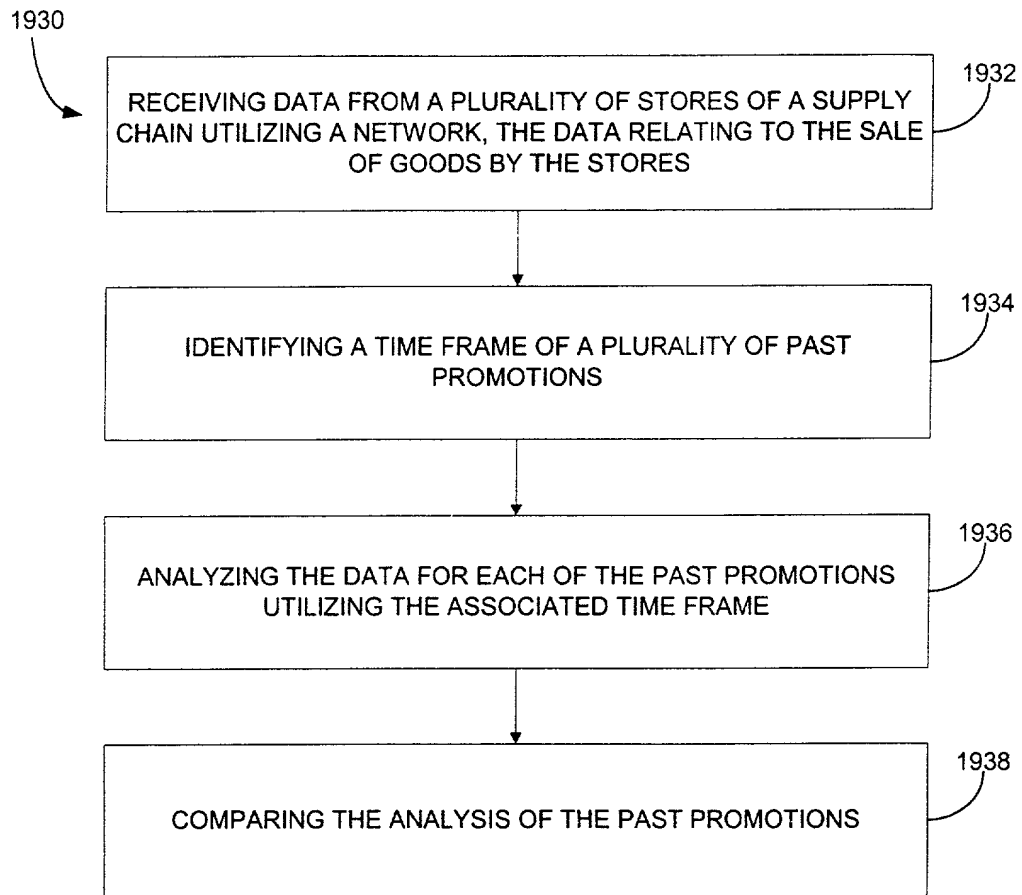 1930
1932
RECEIVING DATA FROM A PLURALITY OF STORES OF A SUPPLY
CHAIN UTILIZING A NETWORK, THE DATA RELATING TO THE SALE
OF GOODS BY THE STORES
1934
IDENTIFYING A TIME FRAME OF A PLURALITY OF PAST
PROMOTIONS
1936
ANALYZING THE DATA FOR EACH OF THE PAST PROMOTIONS
UTILIZING THE ASSOCIATED TIME FRAME
1938
COMPARING THE ANALYSIS OF THE PAST PROMOTIONS